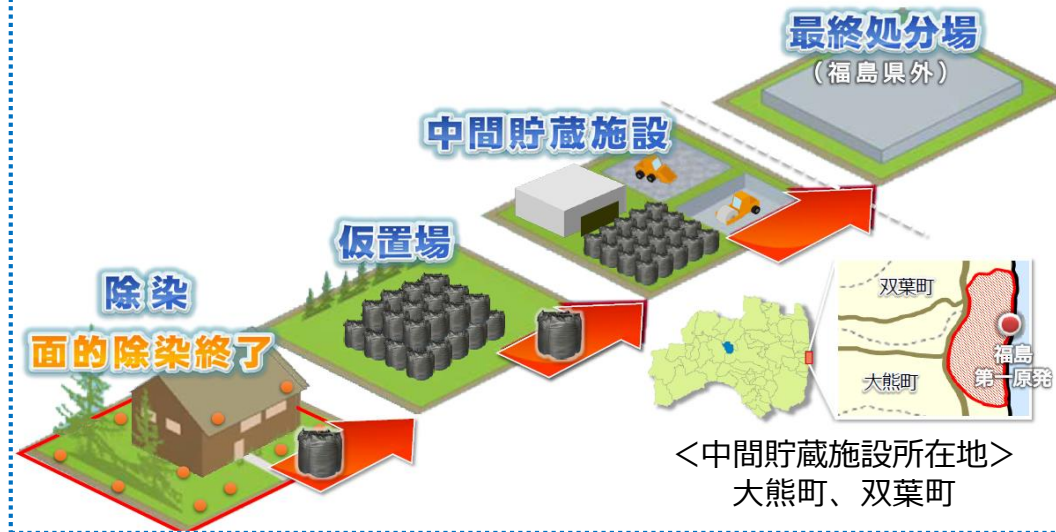 最終処分場
（福島県外）
中間貯蔵施設
仮置場
除染
面的除染終了
双葉町
大熊町
福島
第一原発
＜中間貯蔵施設所在地＞
大熊町、双葉町